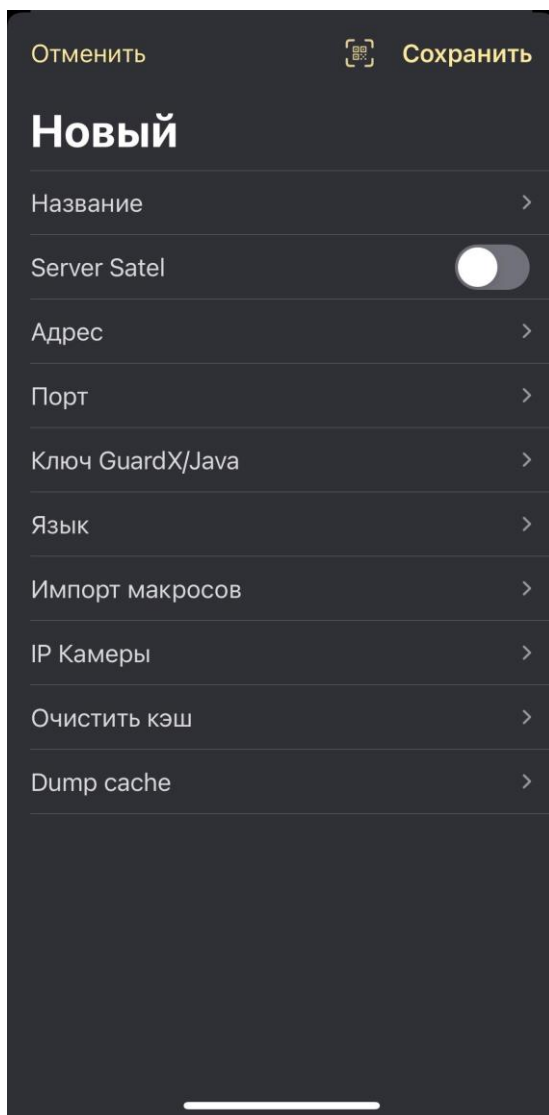 Отменить Сохранить
Новый
Название
Server Satel
Адрес
Порт
Ключ GuardX/Java
Язык
Импорт макросов
IP Камеры
Очистить кэш
Dump cache